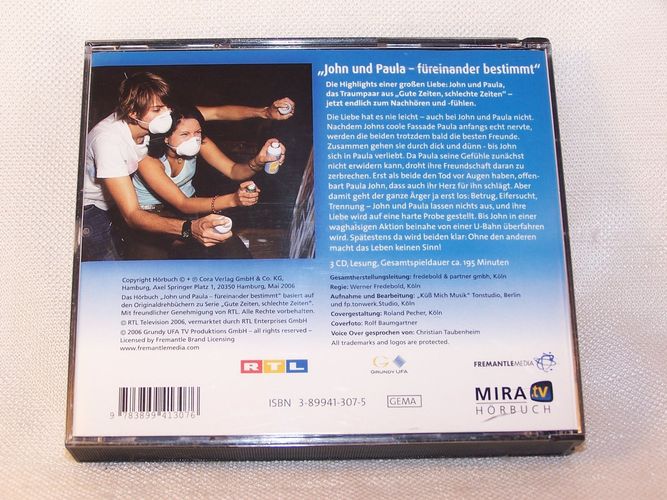 „John und Paula – füreinander bestimmt“
Die Highlights einer großen Liebe: John und Paula,
das Traumpaar aus „Gute Zeiten, schlechte Zeiten“ –
jetzt endlich zum Nachhören und -fühlen.
Die Liebe hat es nie leicht – auch bei John und Paula nicht.
Nachdem Johns coole Fassade Paula anfangs echt nervte,
werden die beiden trotzdem bald die besten Freunde.
Zusammen gehen sie durch dick und dünn - bis John
sich in Paula verliebt. Da Paula seine Gefühle zunächst
nicht erwidern kann, droht ihre Freundschaft daran zu
zerbrechen. Erst als beide den Tod vor Augen haben, offen-
bart Paula John, dass auch ihr Herz für ihn schlägt. Aber
damit geht der ganze Ärger ja erst los: Betrug, Eifersucht,
Trennung – John und Paula lassen nichts aus, und ihre
Liebe wird auf eine harte Probe gestellt. Bis John in einer
waghalsigen Aktion beinahe von einer U-Bahn überfahren
wird. Spätestens da wird beiden klar: Ohne den anderen
macht das Leben keinen Sinn!
3 CD, Lesung, Gesamtspieldauer ca. 195 Minuten
Gesamtherstellungsleitung: fredebold & partner gmbh, Köln
Regie: Werner Fredebold, Köln
Aufnahme und Bearbeitung: „Küß Mich Musik“ Tonstudio, Berlin
und fp.tonwerk.Studio, Köln
Covergestaltung: Roland Pecher, Köln
Coverfoto: Rolf Baumgartner
Voice Over gesprochen von: Christian Taubenheim
All trademarks and logos are protected.
Copyright Hörbuch © + ℗ Cora Verlag GmbH & Co. KG,
Hamburg, Axel Springer Platz 1, 20350 Hamburg, Mai 2006
Das Hörbuch „John und Paula – füreinander bestimmt“ basiert auf
den Originaldrehbüchern zu Serie „Gute Zeiten, schlechte Zeiten“.
Mit freundlicher Genehmigung von RTL. Alle Rechte vorbehalten.
© RTL Television 2006, vermarktet durch RTL Enterprises GmbH
© 2006 Grundy UFA TV Produktions GmbH – all rights reserved –
Licensed by Fremantle Brand Licensing
www.fremantlemedia.com
RTL
GRUNDY UFA
FREMANTLEMEDIA
9 783899 413076
ISBN 3-89941-307-5
GEMA
MIRA tv
HÖRBUCH